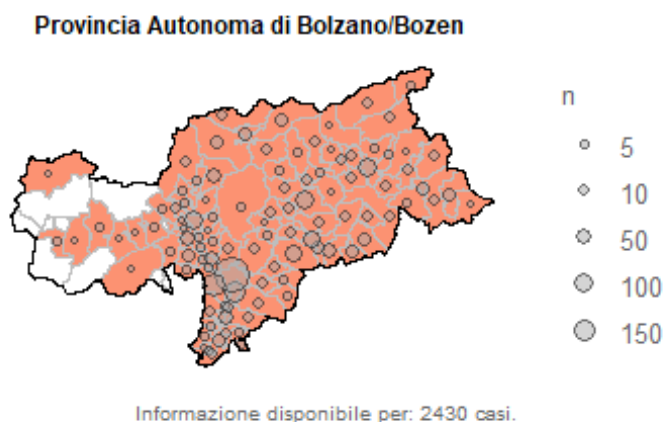 Provincia Autonoma di Bolzano/Bozen
n
5
10
50
100
150
Informazione disponibile per: 2430 casi.